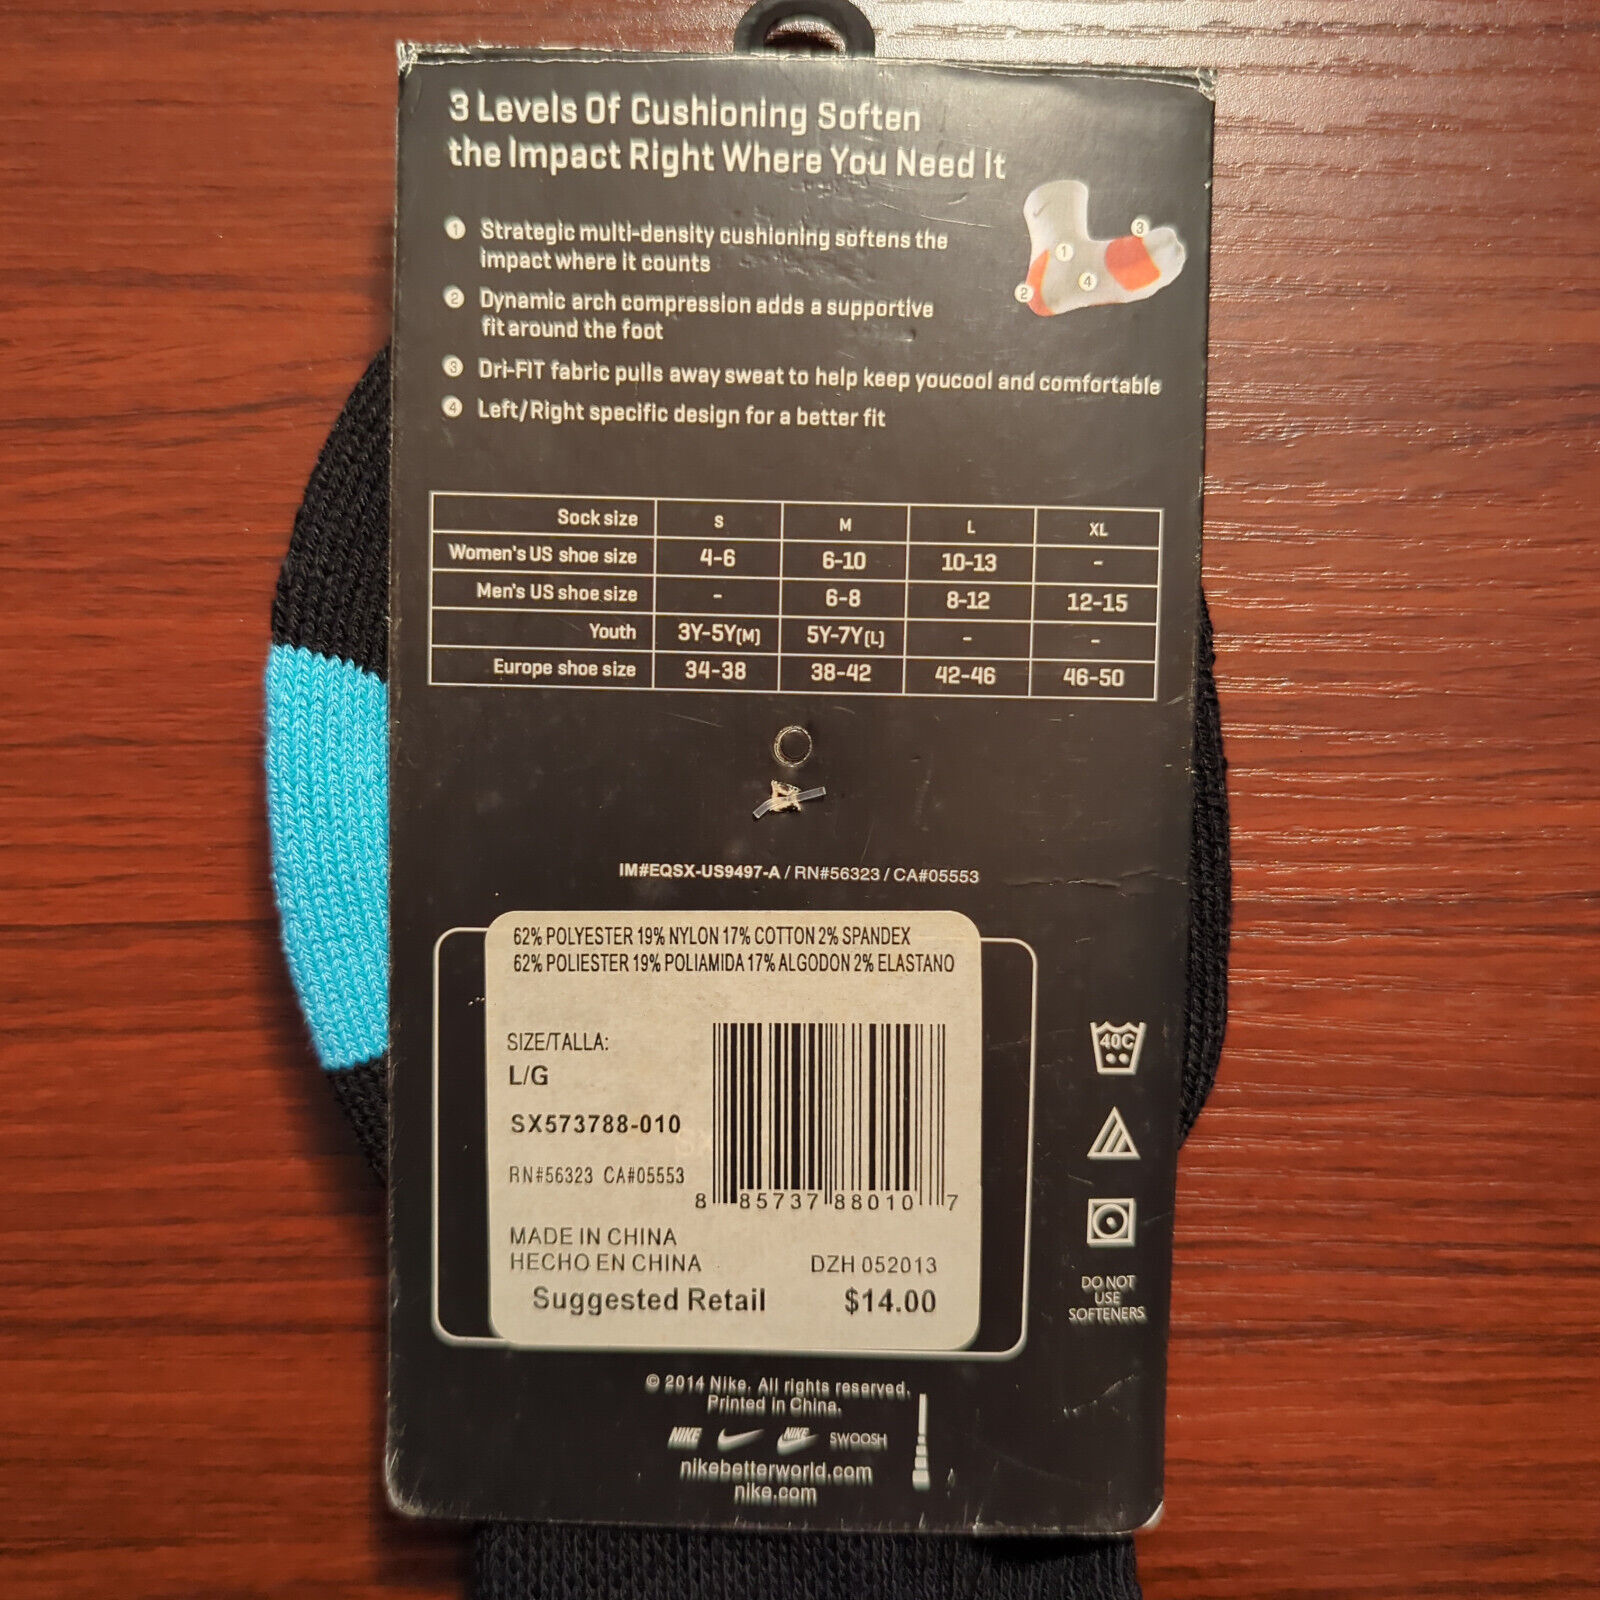 3 Levels Of Cushioning Soften
the Impact Right Where You Need It
1 Strategic multi-density cushioning softens the
impact where it counts
2 Dynamic arch compression adds a supportive
fit around the foot
3 Dri-FIT fabric pulls away sweat to help keep youcool and comfortable
4 Left/Right specific design for a better fit
1
2
3
4
Sock size S M L XL
Women's US shoe size 4-6 6-10 10-13 -
Men's US shoe size - 6-8 8-12 12-15
Youth 3Y-5Y(M) 5Y-7Y(L) - -
Europe shoe size 34-38 38-42 42-46 46-50
IM#EQSX-US9497-A / RN#56323 / CA#05553
62% POLYESTER 19% NYLON 17% COTTON 2% SPANDEX
62% POLIESTER 19% POLIAMIDA 17% ALGODON 2% ELASTANO
SIZE/TALLA:
L/G
SX573788-010
RN#56323 CA#05553
8 85737 88010 7
MADE IN CHINA
HECHO EN CHINA DZH 052013
Suggested Retail $14.00
40C
DO NOT
USE
SOFTENERS
© 2014 Nike. All rights reserved.
Printed in China.
NIKE NIKE SWOOSH
nikebetterworld.com
nike.com